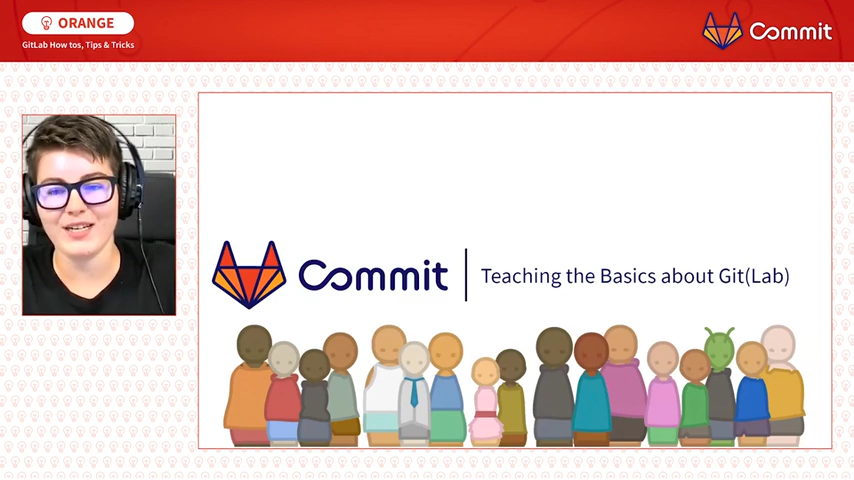 ORANGE
GitLab How tos, Tips & Tricks
Commit
Commit
Teaching the Basics about Git(Lab)